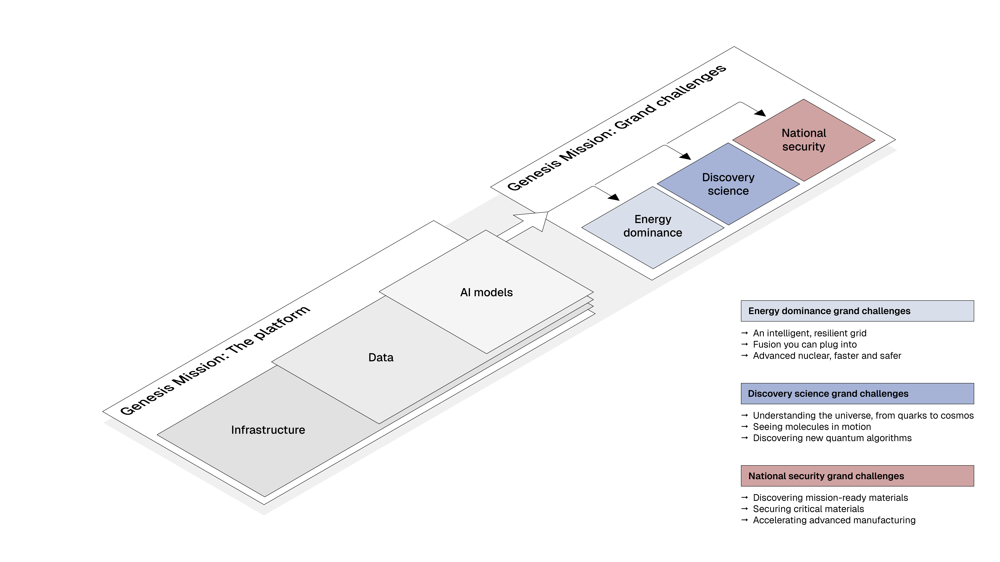 Genesis Mission: The platform
Infrastructure
Data
AI models
Genesis Mission: Grand challenges
Energy
dominance
Discovery
science
National
security
Energy dominance grand challenges
→ An intelligent, resilient grid
→ Fusion you can plug into
→ Advanced nuclear, faster and safer
Discovery science grand challenges
→ Understanding the universe, from quarks to cosmos
→ Seeing molecules in motion
→ Discovering new quantum algorithms
National security grand challenges
→ Discovering mission-ready materials
→ Securing critical materials
→ Accelerating advanced manufacturing